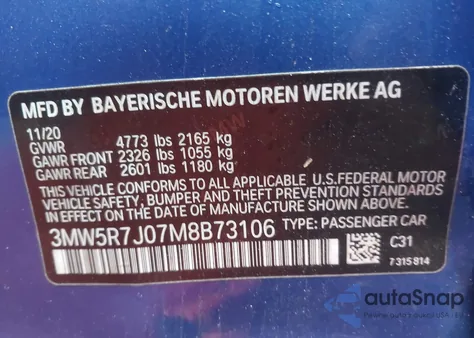 MFD BY BAYERISCHE MOTOREN WERKE AG
11/20
GVWR 4773 lbs 2165 kg
GAWR FRONT 2326 lbs 1055 kg
GAWR REAR 2601 lbs 1180 kg
THIS VEHICLE CONFORMS TO ALL APPLICABLE U.S.FEDERAL MOTOR
VEHICLE SAFETY, BUMPER, AND THEFT PREVENTION STANDARDS
IN EFFECT ON THE DATE OF MANUFACTURE SHOWN ABOVE.
3MW5R7J07M8B73106 TYPE: PASSENGER CAR
C31
7315814
autoSnap